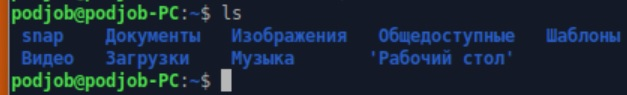 podjob@podjob-PC:~$ ls
snap Документы Изображения Общедоступные Шаблоны
Видео Загрузки Музыка 'Рабочий стол'
podjob@podjob-PC:~$